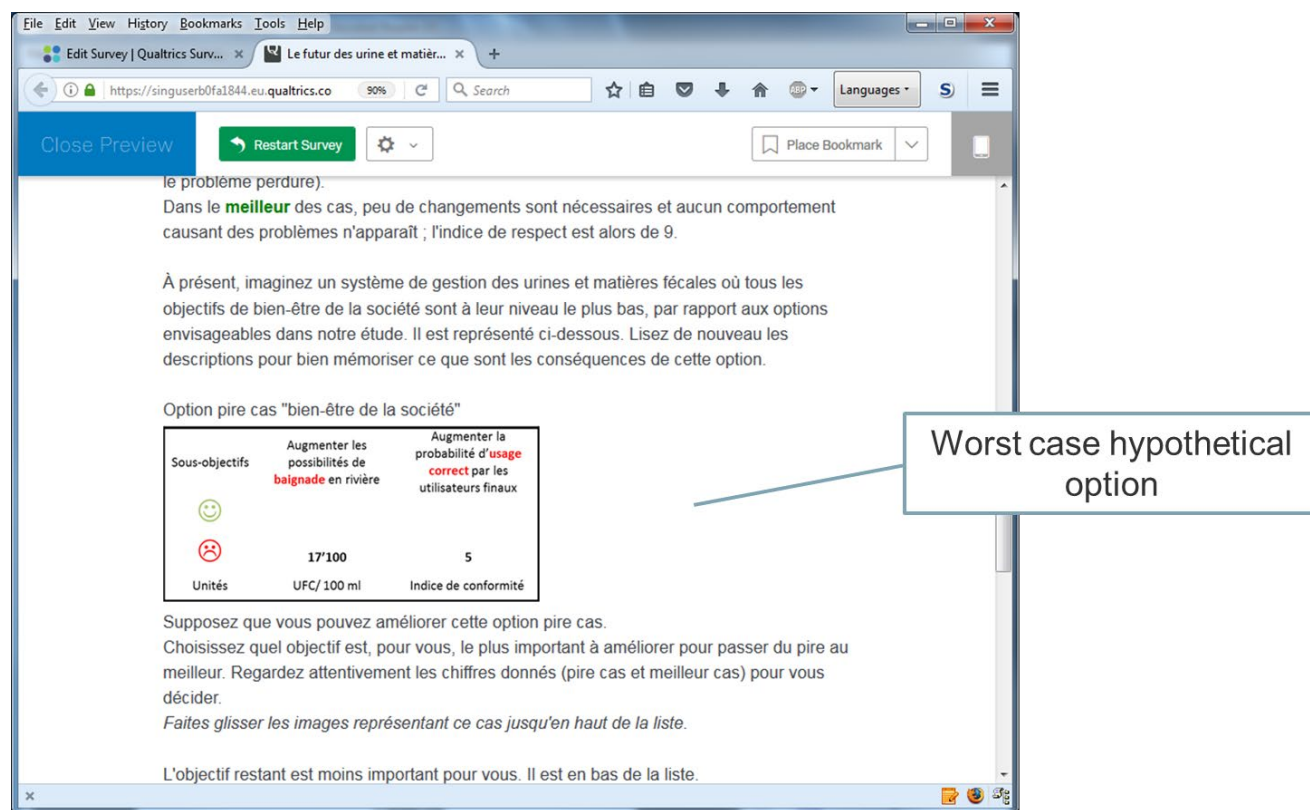 File Edit View History Bookmarks Tools Help
Edit Survey | Qualtrics Surv... × Le futur des urine et matièr... × +
https://singuserb0fa1844.eu.qualtrics.co 90% Search ABP Languages S
Close Preview Restart Survey Place Bookmark
le problème perdure).
Dans le meilleur des cas, peu de changements sont nécessaires et aucun comportement
causant des problèmes n'apparaît ; l'indice de respect est alors de 9.
À présent, imaginez un système de gestion des urines et matières fécales où tous les
objectifs de bien-être de la société sont à leur niveau le plus bas, par rapport aux options
envisageables dans notre étude. Il est représenté ci-dessous. Lisez de nouveau les
descriptions pour bien mémoriser ce que sont les conséquences de cette option.
Option pire cas "bien-être de la société"
Sous-objectifs
Augmenter les
possibilités de
baignade en rivière
Augmenter la
probabilité d'usage
correct par les
utilisateurs finaux
17'100 5
Unités UFC/ 100 ml Indice de conformité
Worst case hypothetical
option
Supposez que vous pouvez améliorer cette option pire cas.
Choisissez quel objectif est, pour vous, le plus important à améliorer pour passer du pire au
meilleur. Regardez attentivement les chiffres donnés (pire cas et meilleur cas) pour vous
décider.
Faites glisser les images représentant ce cas jusqu'en haut de la liste.
L'objectif restant est moins important pour vous. Il est en bas de la liste.